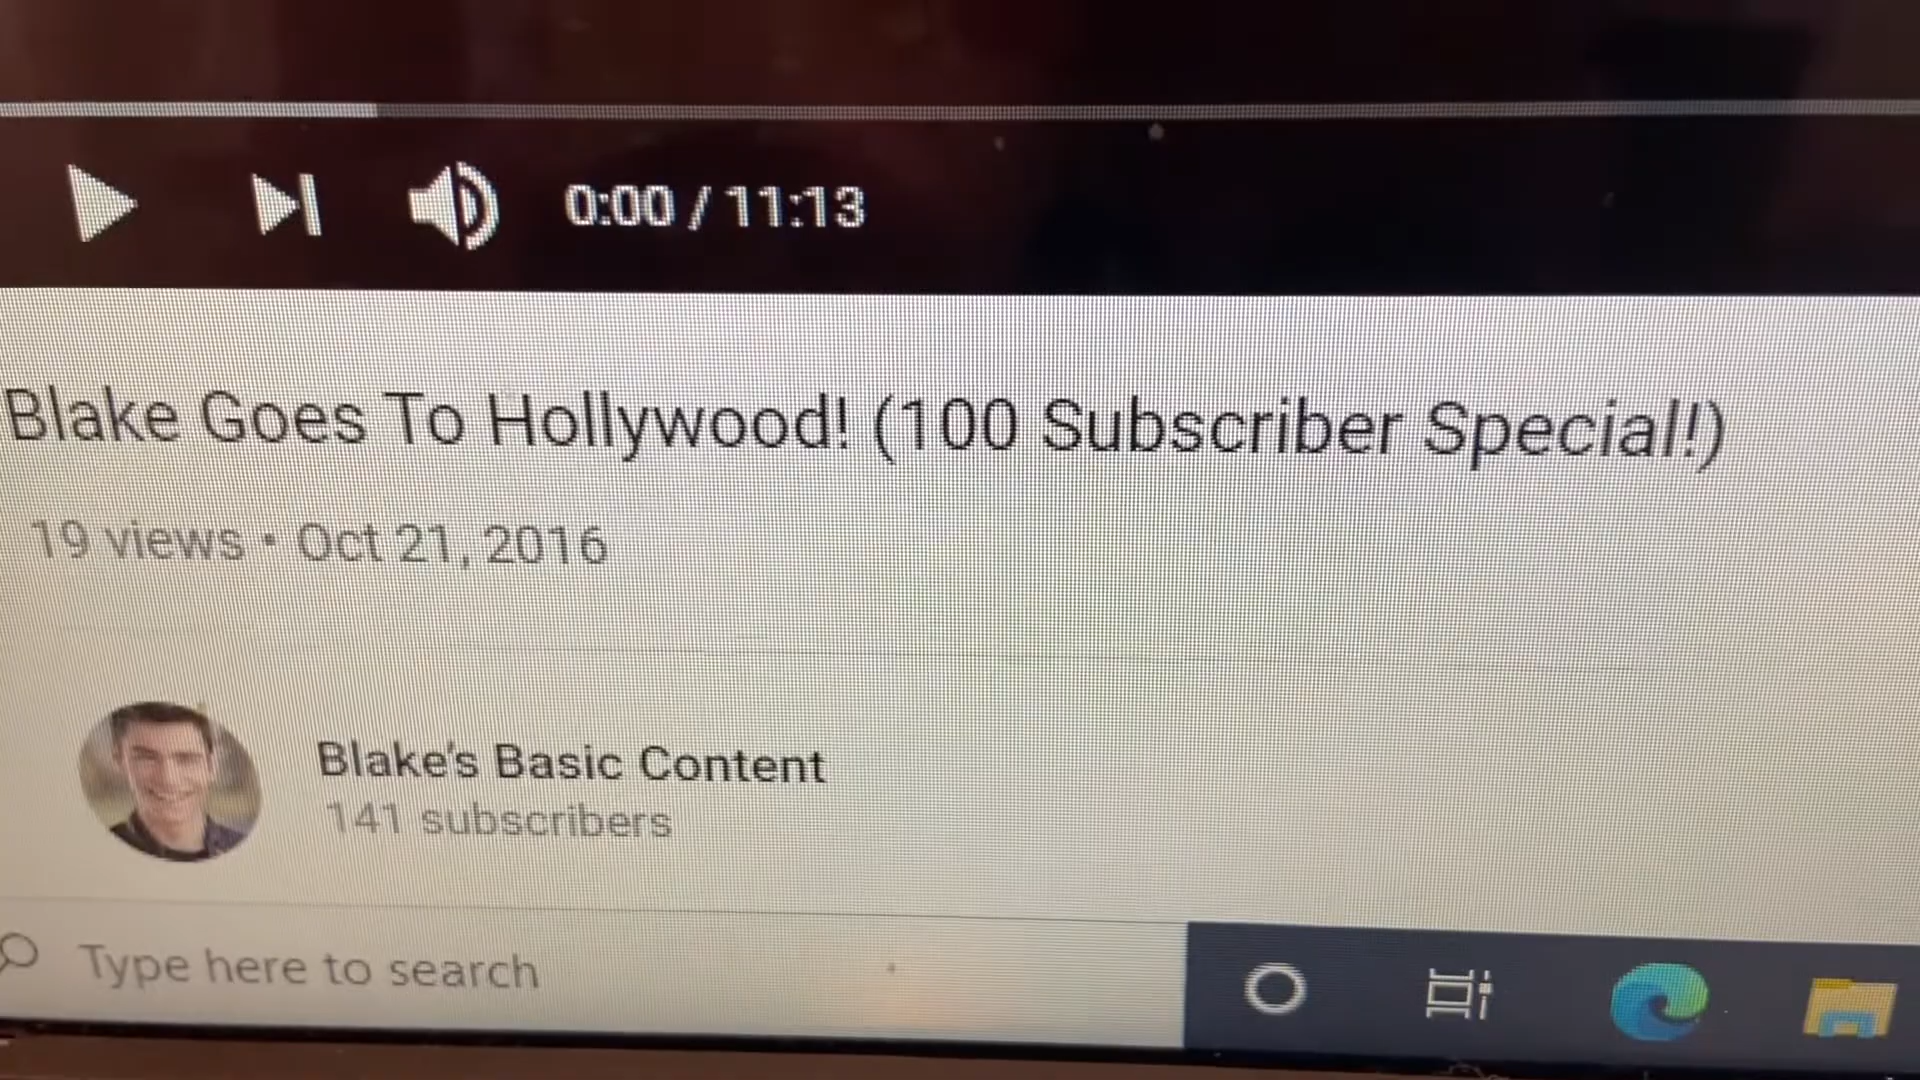 0:00 / 11:13
Blake Goes To Hollywood! (100 Subscriber Special!)
19 views • Oct 21, 2016
Blake's Basic Content
141 subscribers
Type here to search